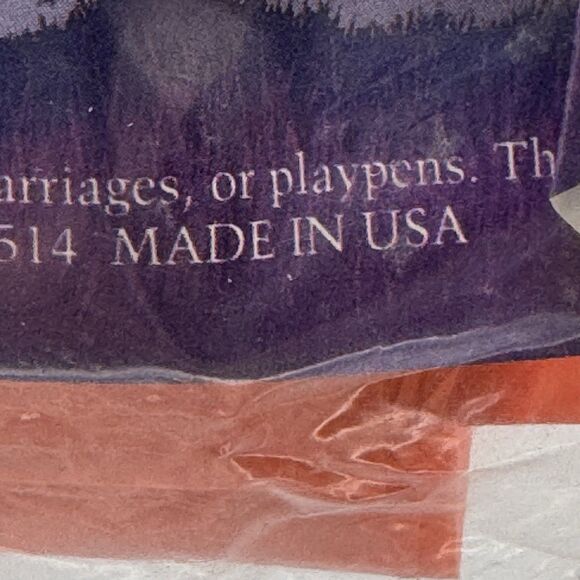 arriages, or playpens. Th
514 MADE IN USA